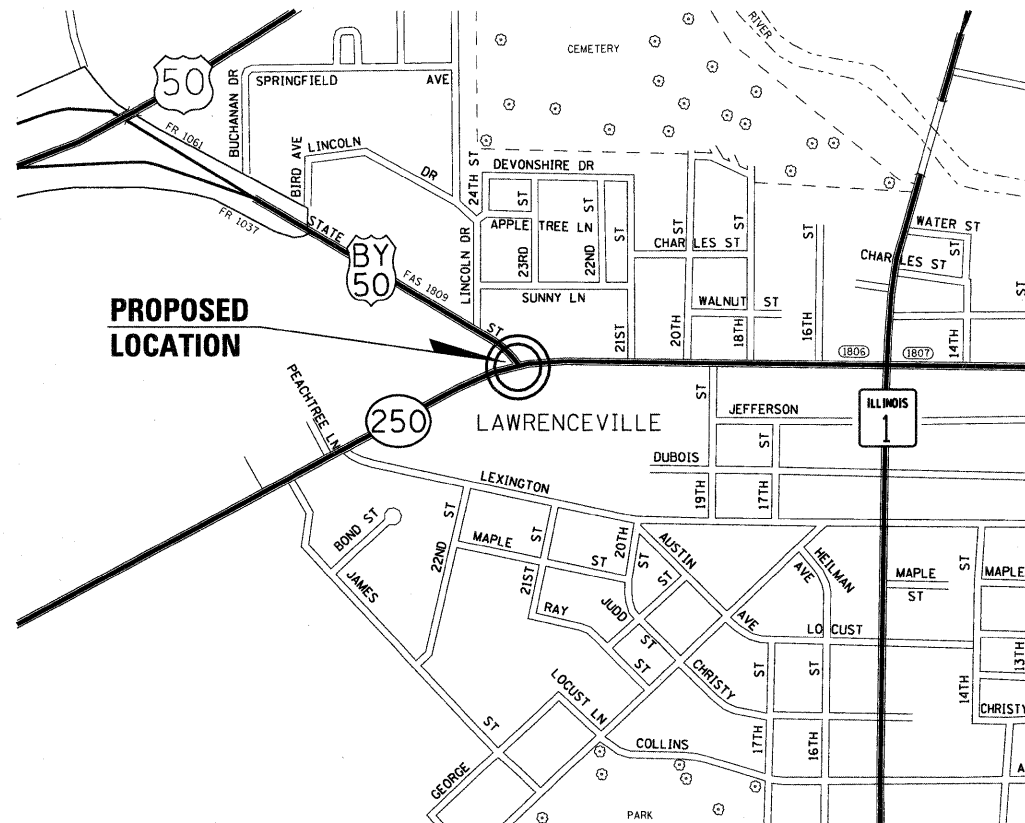 RIVER
CEMETERY
50
SPRINGFIELD AVE
BUCHANAN DR
FR 1061
BIRD AVE
LINCOLN DR
24TH ST
DEVONSHIRE DR
FR 1037
STATE ST
BY
50
FAS 1809
LINCOLN DR
23RD ST
APPLE TREE LN
22ND ST
SUNNY LN
21ST ST
CHARLES ST
20TH ST
WALNUT ST
18TH ST
16TH ST
WATER ST
CHARLES ST
14TH ST
ST
PROPOSED
LOCATION
1806
1807
PEACHTREE LN
250
LAWRENCEVILLE
ILLINOIS
1
JEFFERSON
DUBOIS
19TH ST
17TH ST
LEXINGTON
BOND ST
22ND ST
MAPLE ST
21ST ST
20TH ST
AUSTIN AVE
HEILMAN AVE
MAPLE
ST
ST
MAPLE
JAMES ST
RAY ST
JUDD ST
LOCUST
13TH
14TH
CHRISTY
CHRISTY
LOCUST LN
17TH ST
16TH ST
COLLINS
GEORGE
PARK
A